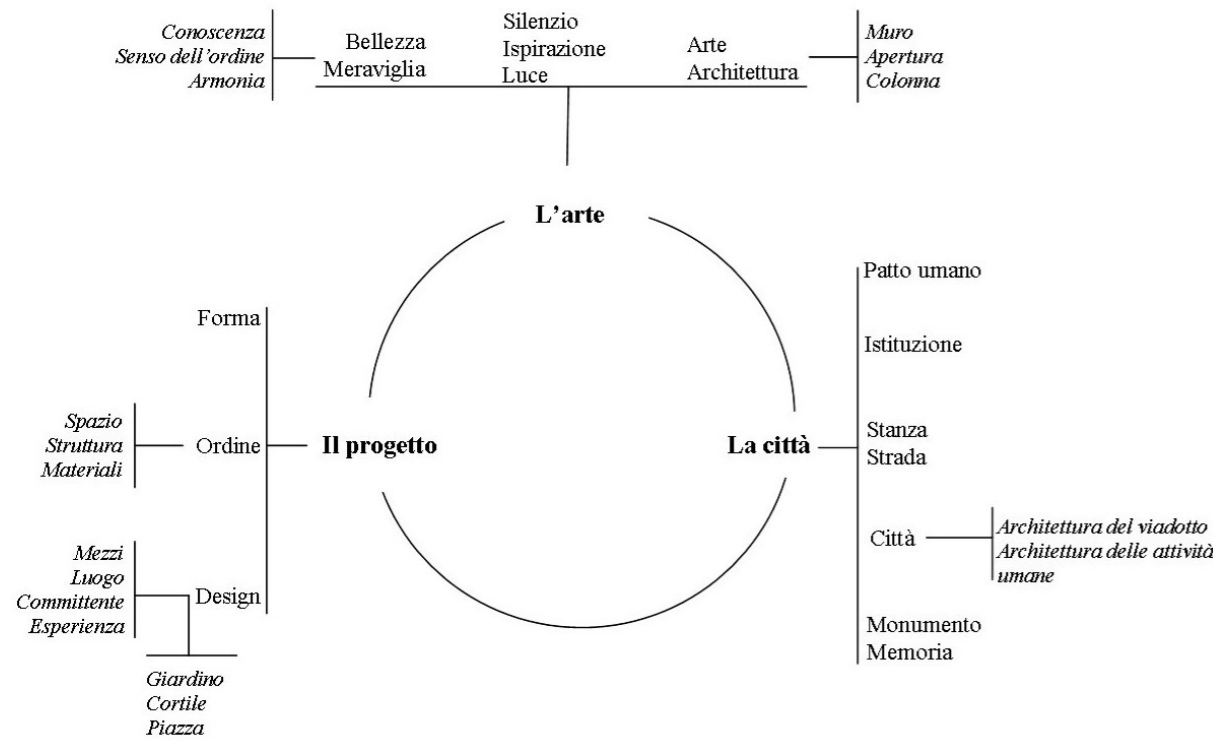 Conoscenza
Senso dell'ordine
Armonia
Bellezza
Meraviglia
Silenzio
Ispirazione
Luce
Arte
Architettura
Muro
Apertura
Colonna
L'arte
Forma
Spazio
Struttura
Materiali
Ordine
Il progetto
Mezzi
Luogo
Committente
Esperienza
Design
Giardino
Cortile
Piazza
La città
Patto umano
Istituzione
Stanza
Strada
Città
Architettura del viadotto
Architettura delle attività
umane
Monumento
Memoria